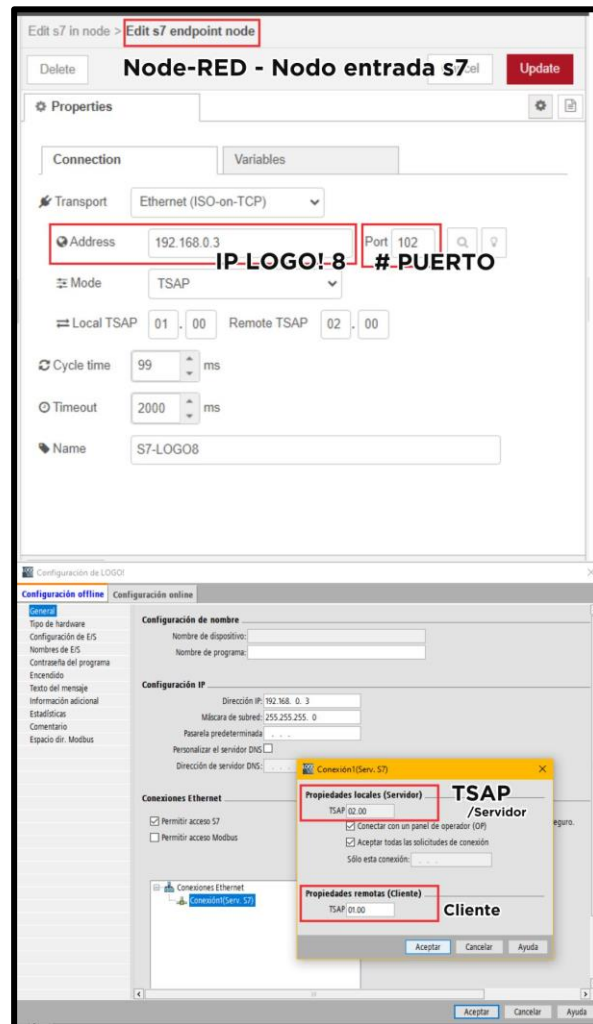 Edit s7 in node > Edit s7 endpoint node
Delete
Node-RED - Nodo entrada s7
Update
Properties
Connection Variables
Transport Ethernet (ISO-on-TCP)
Address 192.168.0.3 Port 102
IP LOGO! 8 # PUERTO
Mode TSAP
Local TSAP 01 . 00 Remote TSAP 02 . 00
Cycle time 99 ms
Timeout 2000 ms
Name S7-LOGO8
Configuración de LOGO!
Configuración offline Configuración online
General
Tipo de hardware
Configuración de E/S
Nombres de E/S
Contraseña del programa
Encendido
Texto del mensaje
Información adicional
Estadísticas
Comentario
Espacio dir. Modbus
Configuración de nombre
Nombre de dispositivo:
Nombre de programa:
Configuración IP
Dirección IP: 192.168. 0. 3
Máscara de subred: 255.255.255. 0
Pasarela predeterminada . . .
Personalizar el servidor DNS
Dirección de servidor DNS: . . .
Conexiones Ethernet
Permitir acceso S7
Permitir acceso Modbus
eguro.
Conexiones Ethernet
Conexión1(Serv. S7)
Conexión1(Serv. S7)
Propiedades locales (Servidor)
TSAP 02.00
TSAP
/Servidor
Conectar con un panel de operador (OP)
Aceptar todas las solicitudes de conexión
Sólo esta conexión: . . .
Propiedades remotas (Cliente)
TSAP 01.00
Cliente
Aceptar Cancelar Ayuda
Aceptar Cancelar Ayuda